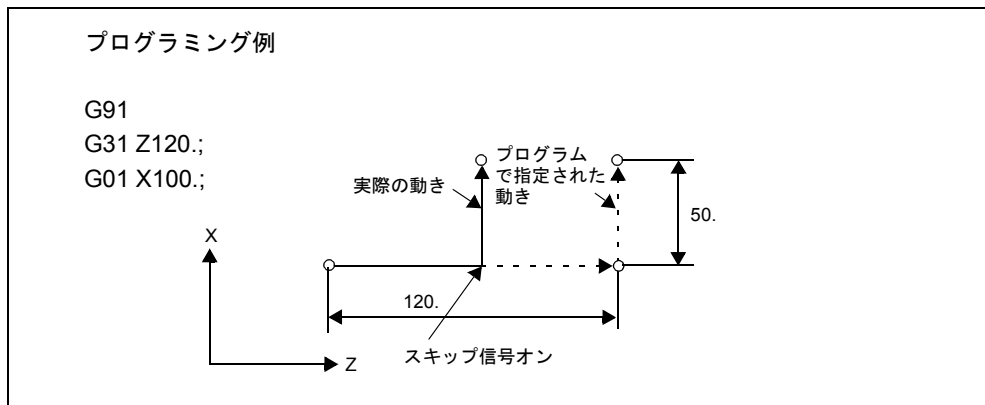 プログラミング例
G91
G31 Z120.;
G01 X100.;
プログラム
で指定された
動き
実際の動き
50.
X
120.
スキップ信号オン
Z